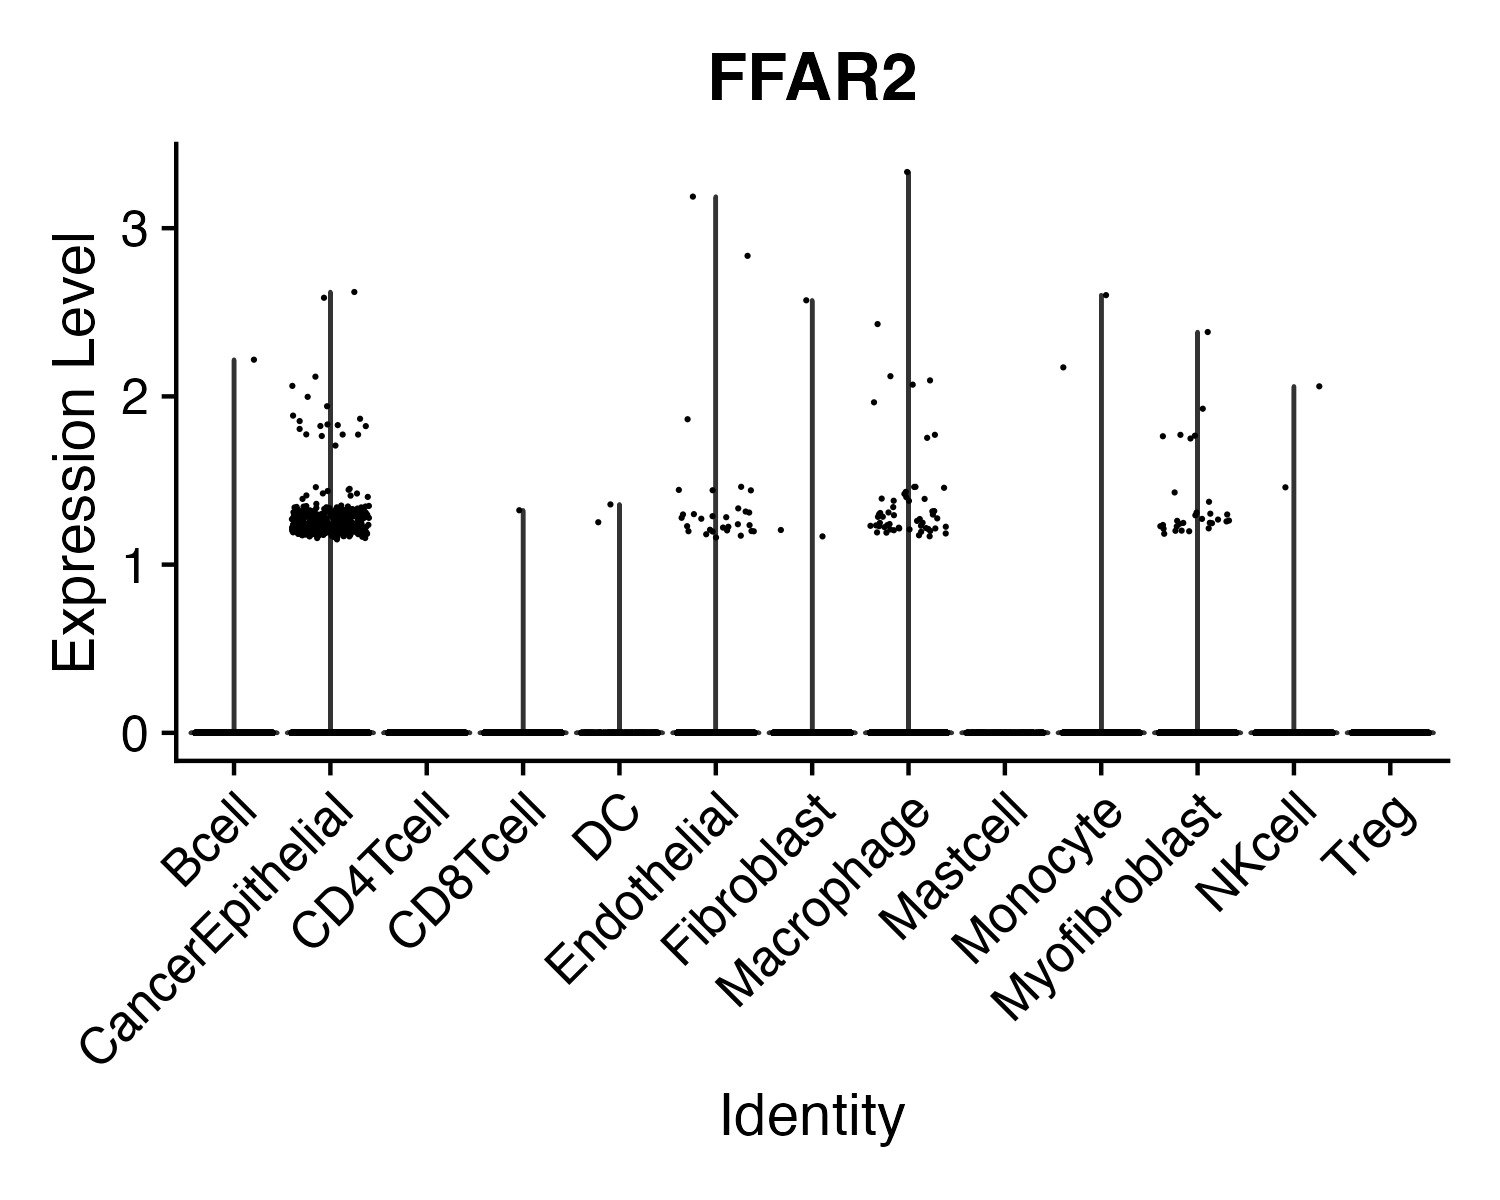 FFAR2
Expression Level
3
2
1
0
Bcell
CancerEpithelial
CD4Tcell
CD8Tcell
DC
Endothelial
Fibroblast
Macrophage
Mastcell
Monocyte
Myofibroblast
NKcell
Treg
Identity